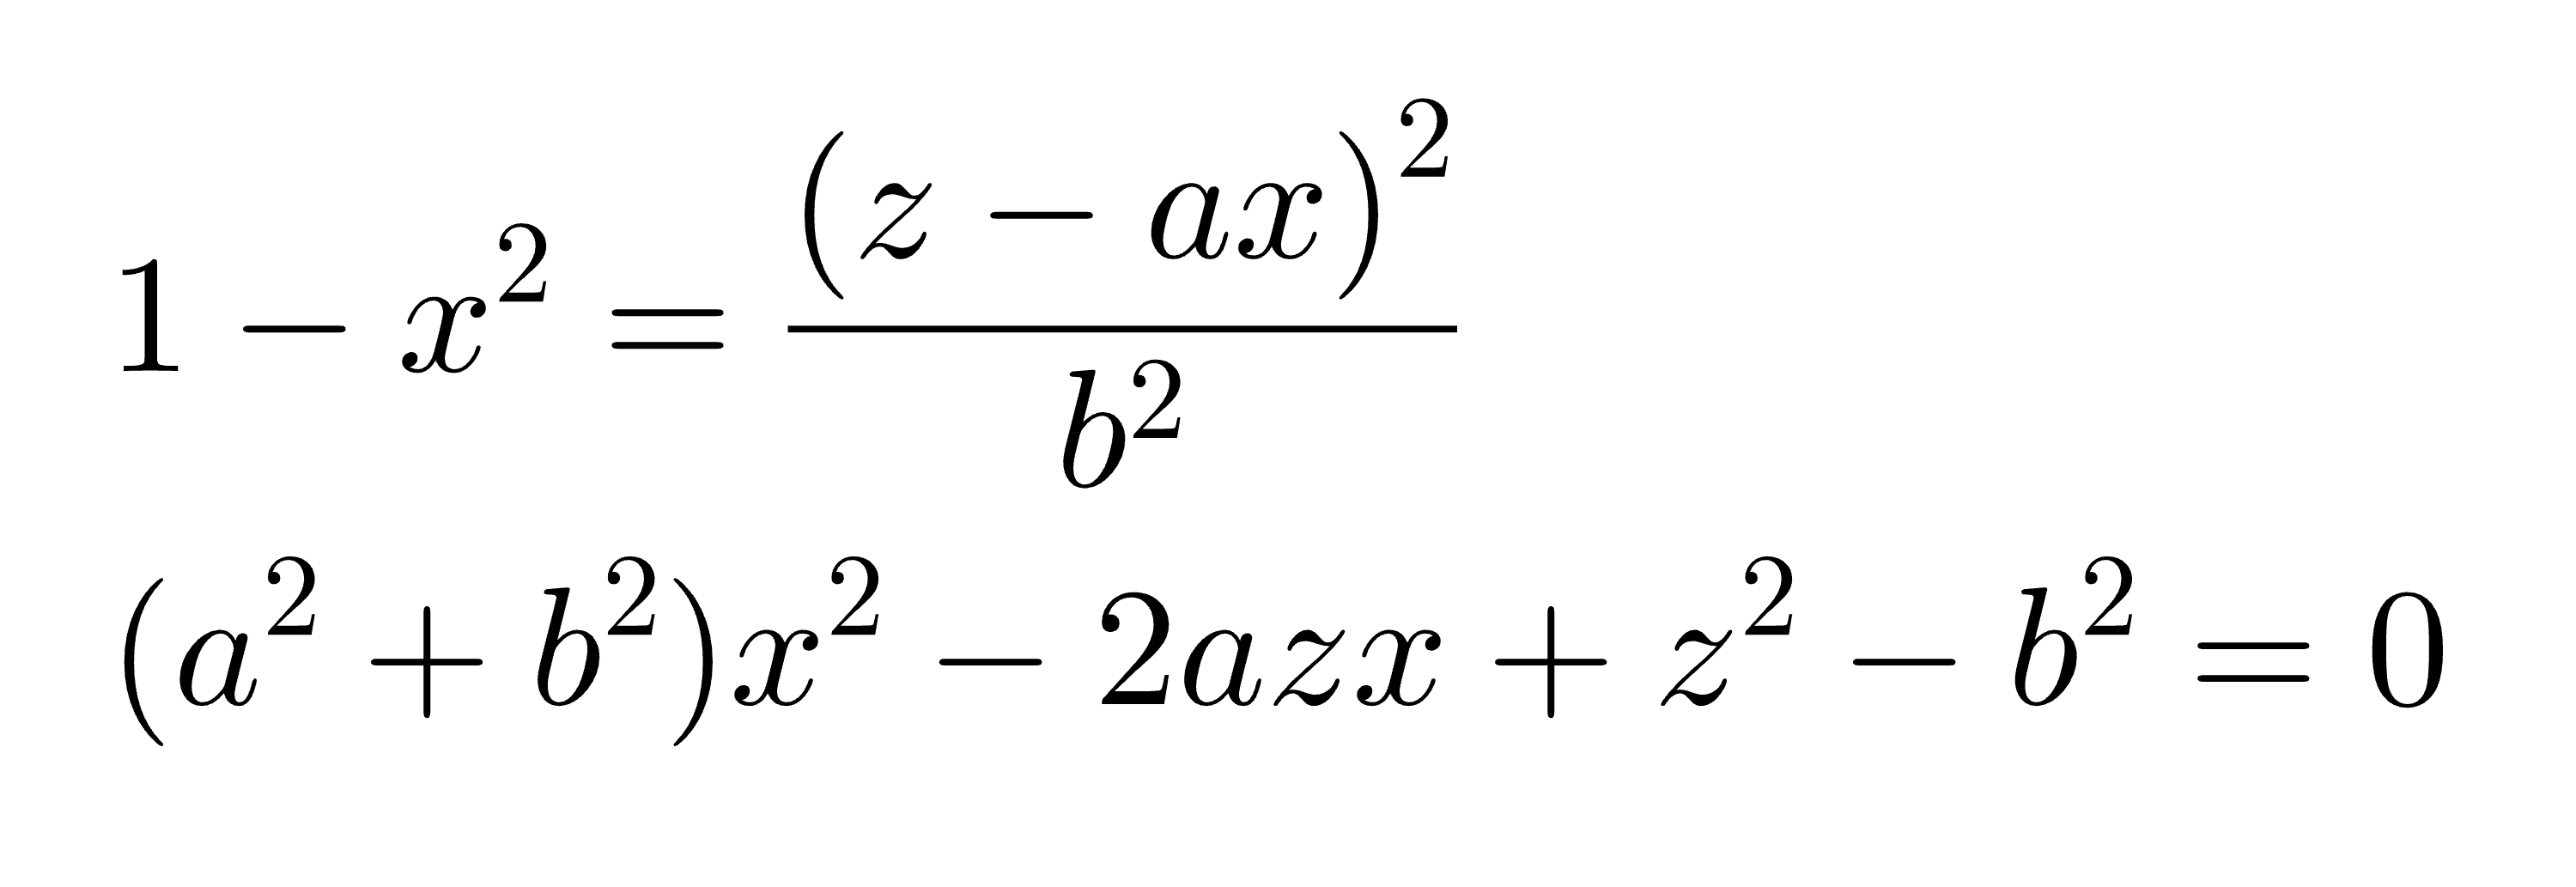 1 − x² = (z − ax)² / b²
(a² + b²)x² − 2azx + z² − b² = 0